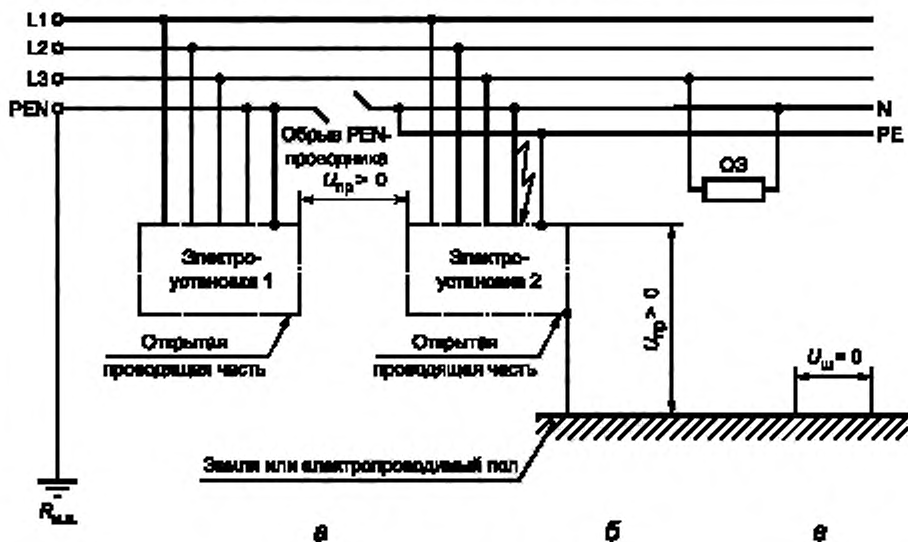 L1
L2
L3
PEN
N
PE
Обрыв PEN-
проводника
Uпр > 0
ОЗ
Электро-
установка 1
Электро-
установка 2
Uпр > 0
Открытая
проводящая часть
Открытая
проводящая часть
Uш = 0
Земля или электропроводимый пол
а
б
в